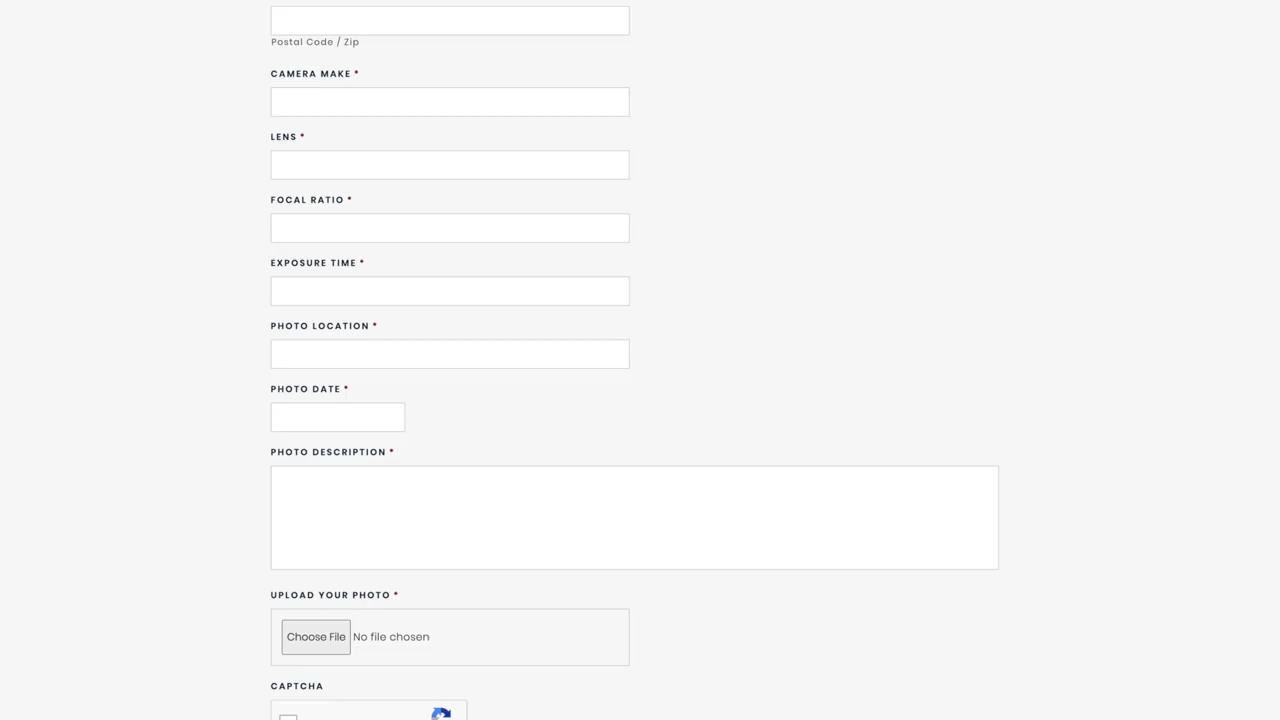 Postal Code / Zip
CAMERA MAKE *
LENS *
FOCAL RATIO *
EXPOSURE TIME *
PHOTO LOCATION *
PHOTO DATE *
PHOTO DESCRIPTION *
UPLOAD YOUR PHOTO *
Choose File No file chosen
CAPTCHA